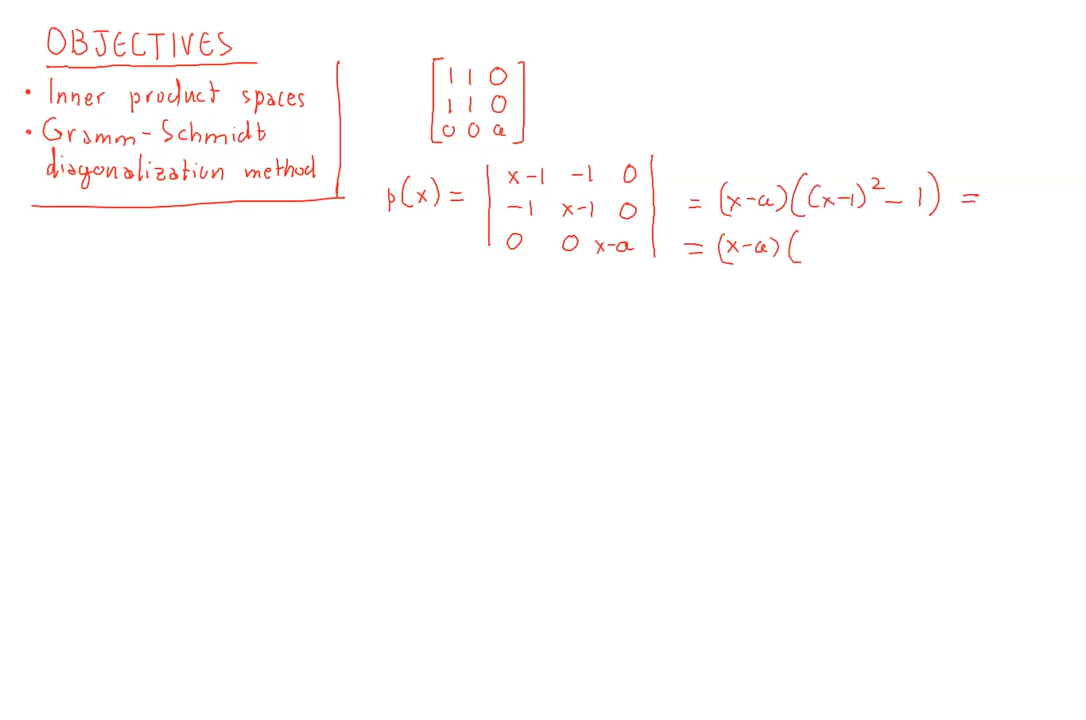 OBJECTIVES
• Inner product spaces
• Gramm-Schmidt
diagonalization method
[1 1 0
1 1 0
0 0 a]
p(x) = | x-1 -1 0
-1 x-1 0
0 0 x-a | = (x-a)((x-1)² - 1) =
= (x-a)(